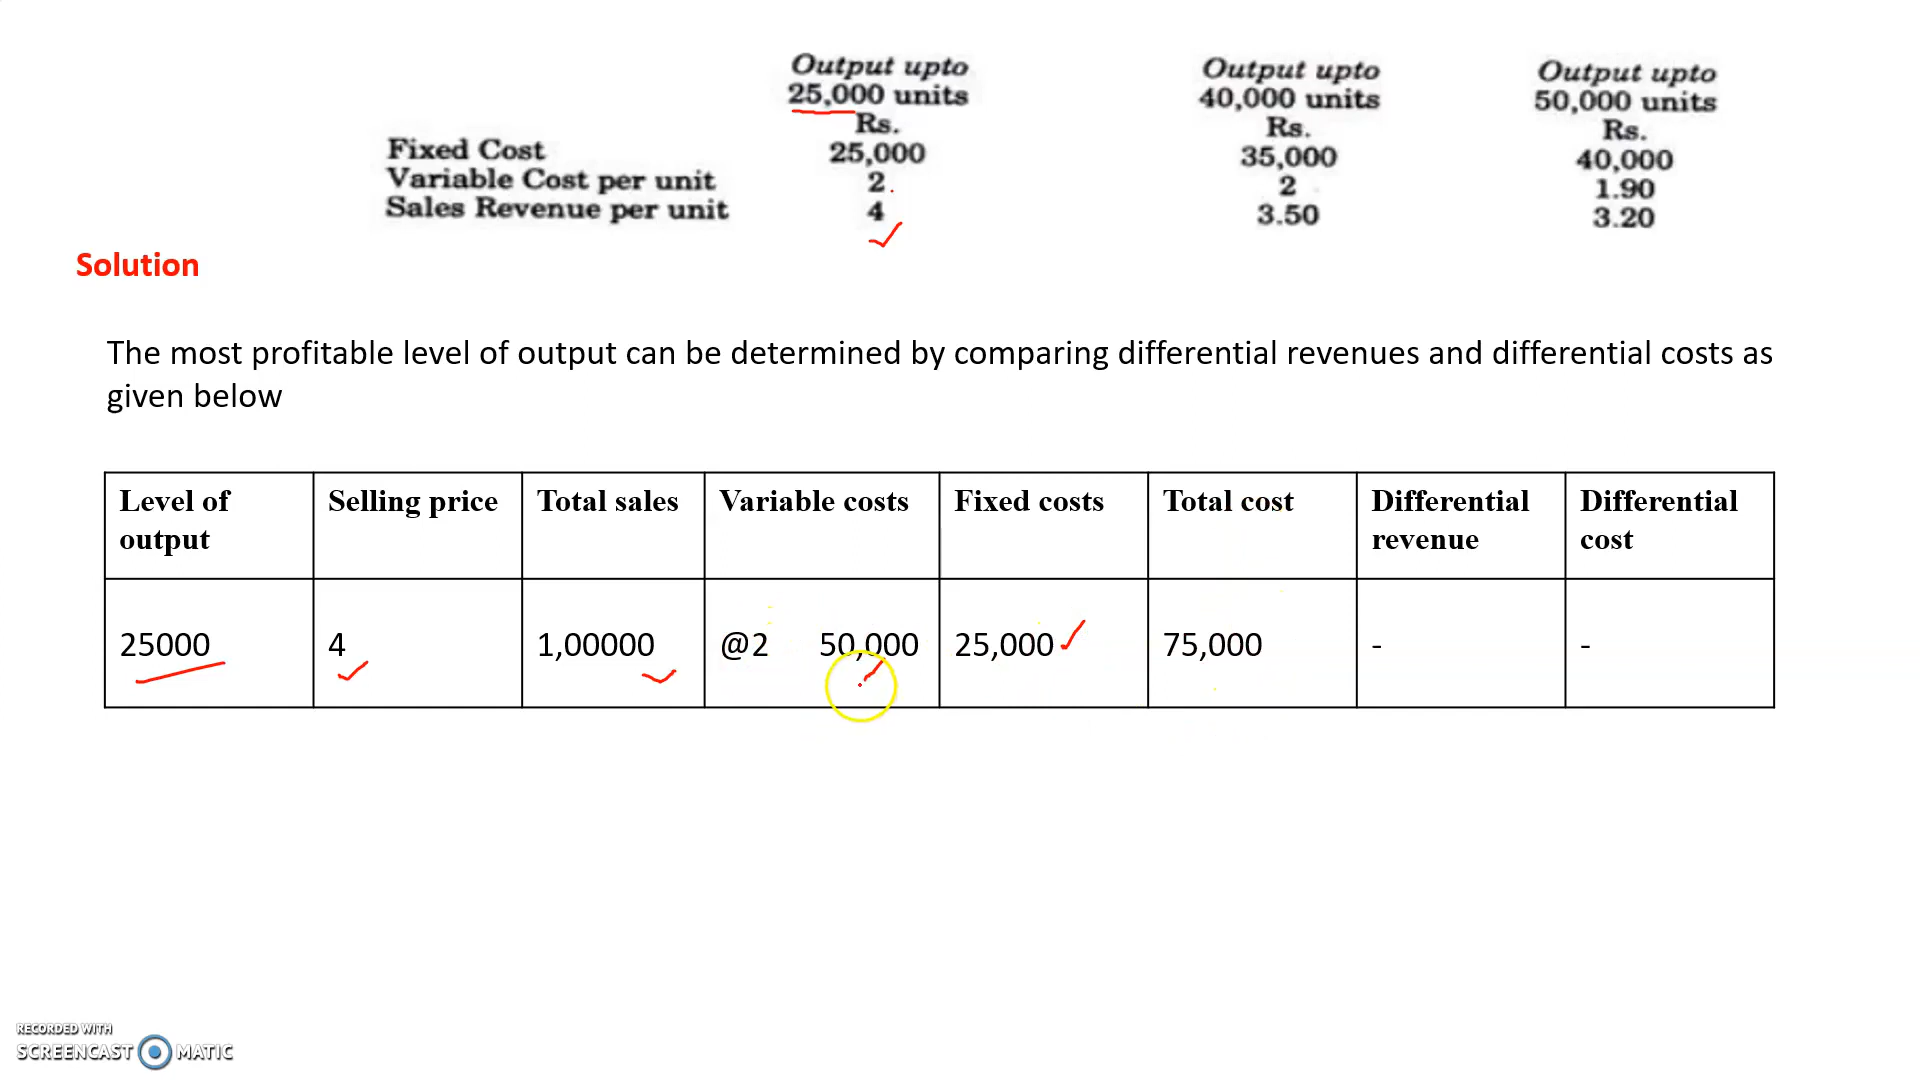 Output upto Output upto Output upto
25,000 units 40,000 units 50,000 units
Rs. Rs. Rs.
Fixed Cost 25,000 35,000 40,000
Variable Cost per unit 2 2 1.90
Sales Revenue per unit 4 3.50 3.20
Solution
The most profitable level of output can be determined by comparing differential revenues and differential costs as
given below
Level of output Selling price Total sales Variable costs Fixed costs Total cost Differential revenue Differential cost
25000 4 1,00000 @2 50,000 25,000 75,000 - -
RECORDED WITH
SCREENCAST MATIC